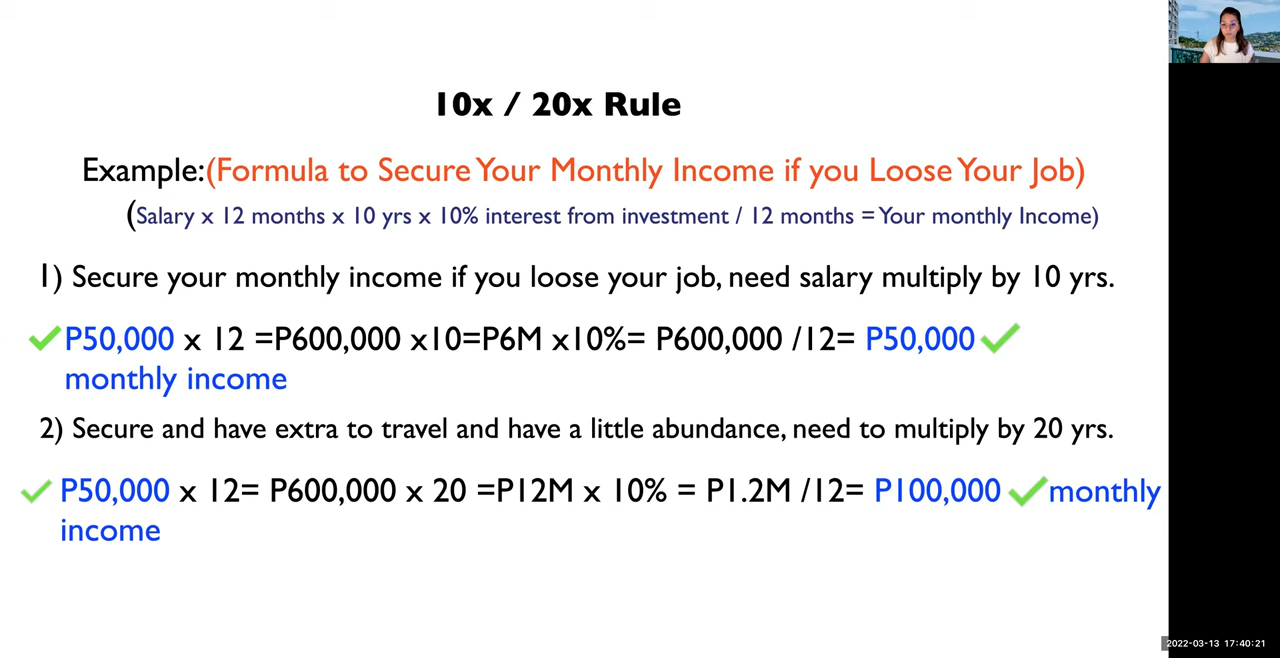 10x / 20x Rule
Example:(Formula to Secure Your Monthly Income if you Loose Your Job)
(Salary x 12 months x 10 yrs x 10% interest from investment / 12 months = Your monthly Income)
1) Secure your monthly income if you loose your job, need salary multiply by 10 yrs.
P50,000 x 12 =P600,000 x10=P6M x10%= P600,000 /12= P50,000
monthly income
2) Secure and have extra to travel and have a little abundance, need to multiply by 20 yrs.
P50,000 x 12= P600,000 x 20 =P12M x 10% = P1.2M /12= P100,000 monthly
income
2022-03-13 17:40:21